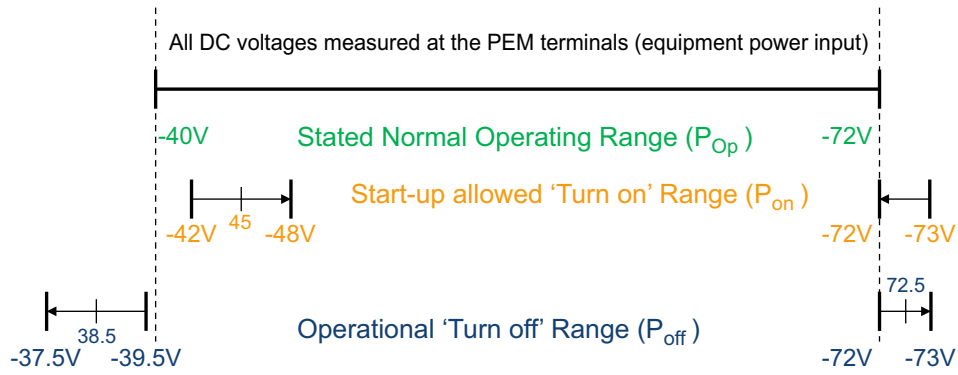 All DC voltages measured at the PEM terminals (equipment power input)
-40V Stated Normal Operating Range (POp ) -72V
Start-up allowed ‘Turn on’ Range (Pon )
45
-42V -48V -72V -73V
72.5
38.5 Operational ‘Turn off’ Range (Poff )
-37.5V -39.5V -72V -73V